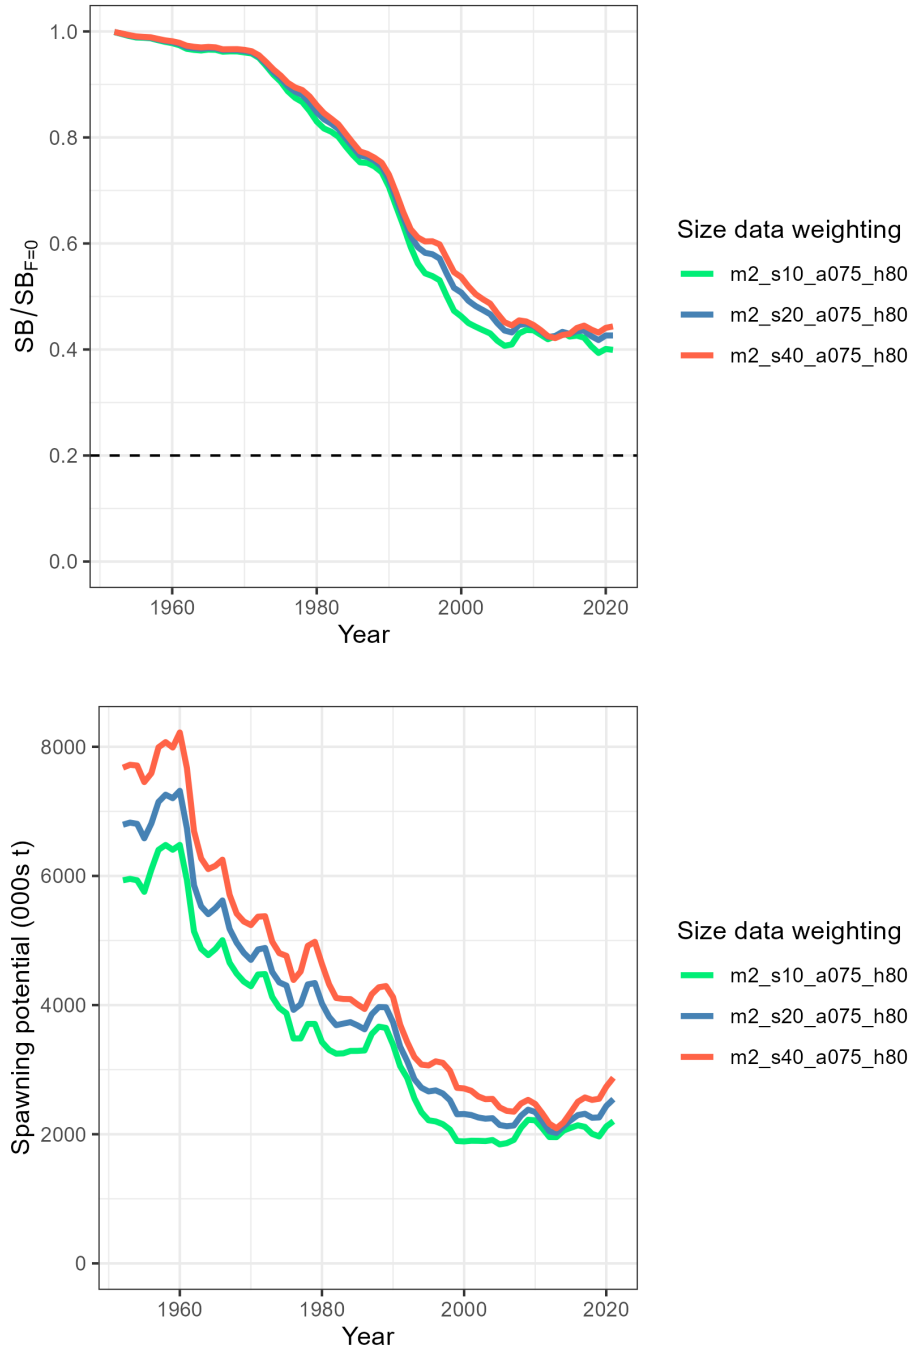 1.0
0.8
0.6
0.4
0.2
0.0
SB/SB_F=0
1960 1980 2000 2020
Year
Size data weighting
m2_s10_a075_h80
m2_s20_a075_h80
m2_s40_a075_h80
8000
6000
4000
2000
0
Spawning potential (000s t)
1960 1980 2000 2020
Year
Size data weighting
m2_s10_a075_h80
m2_s20_a075_h80
m2_s40_a075_h80